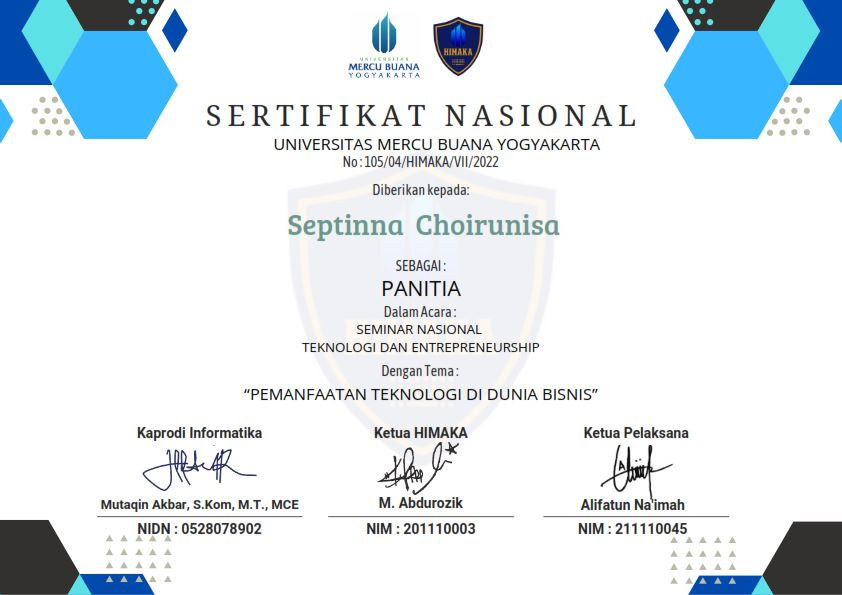 UNIVERSITAS
MERCU BUANA
YOGYAKARTA
HIMAKA
SERTIFIKAT NASIONAL
UNIVERSITAS MERCU BUANA YOGYAKARTA
No : 105/04/HIMAKA/VII/2022
Diberikan kepada:
Septinna Choirunisa
SEBAGAI :
PANITIA
Dalam Acara :
SEMINAR NASIONAL
TEKNOLOGI DAN ENTREPRENEURSHIP
Dengan Tema :
“PEMANFAATAN TEKNOLOGI DI DUNIA BISNIS”
Kaprodi Informatika
Mutaqin Akbar, S.Kom, M.T., MCE
NIDN : 0528078902
Ketua HIMAKA
M. Abdurozik
NIM : 201110003
Ketua Pelaksana
Alifatun Na'imah
NIM : 211110045